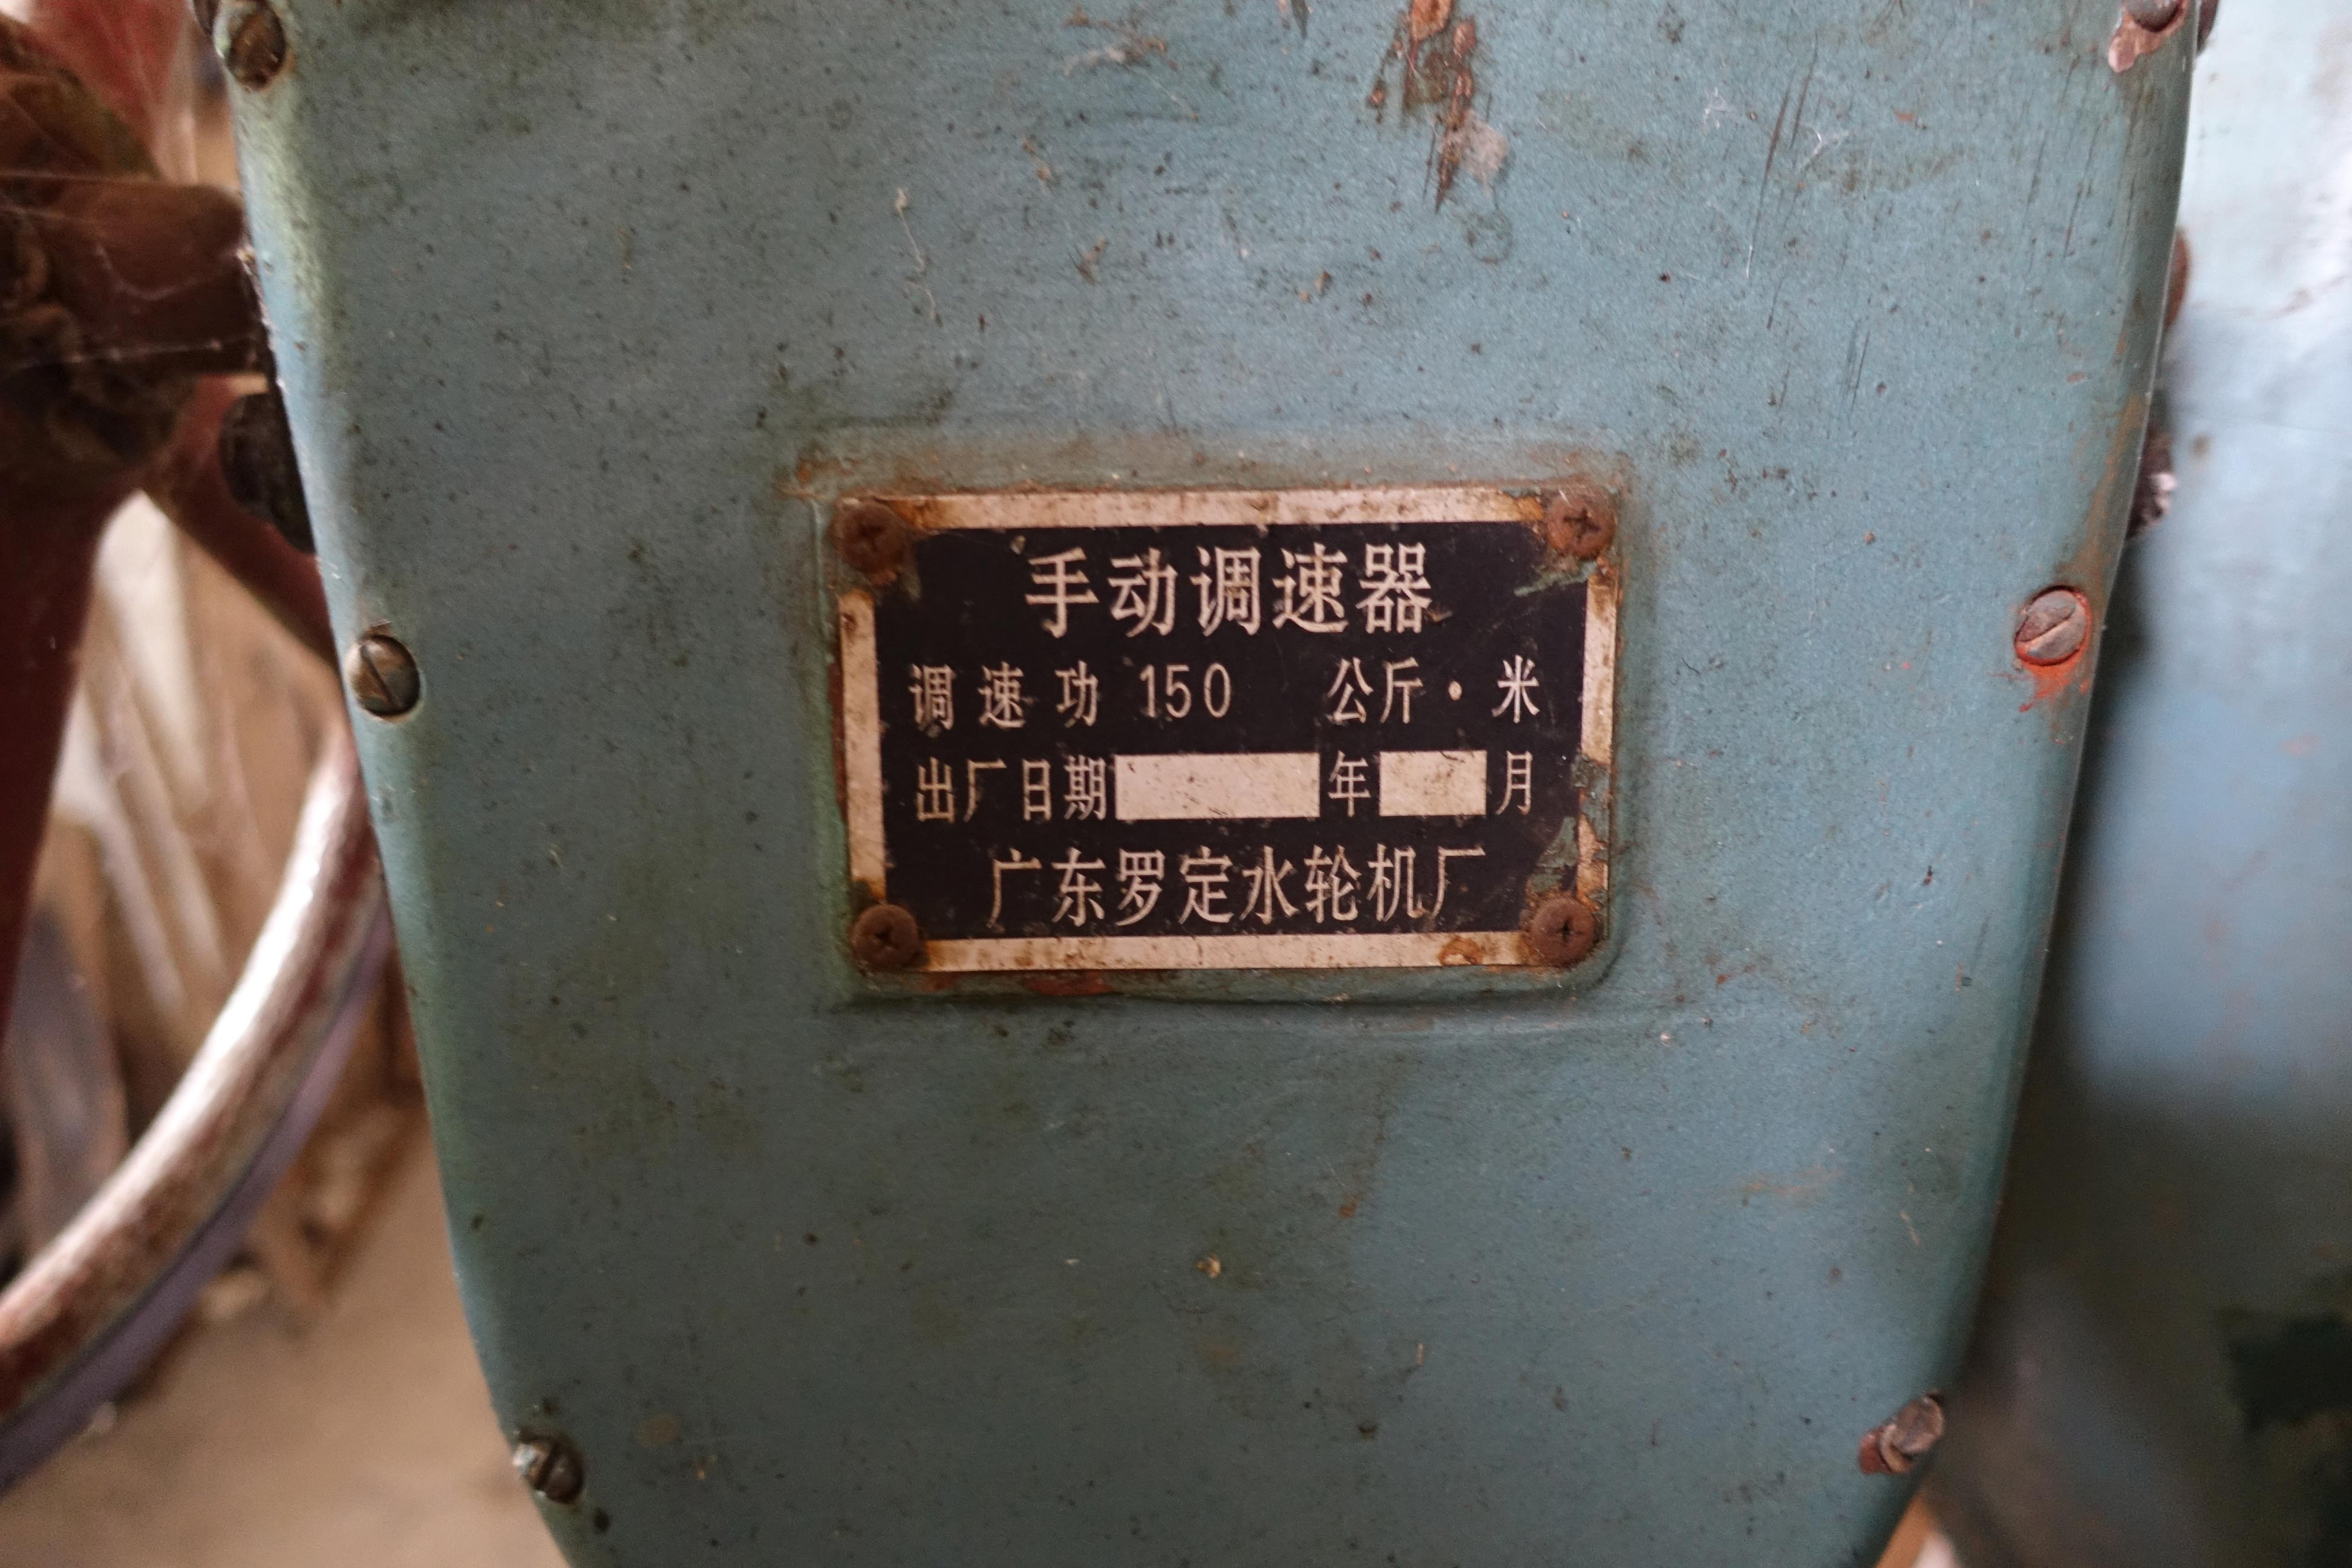 手动调速器
调速功 150 公斤·米
出厂日期 年 月
广东罗定水轮机厂